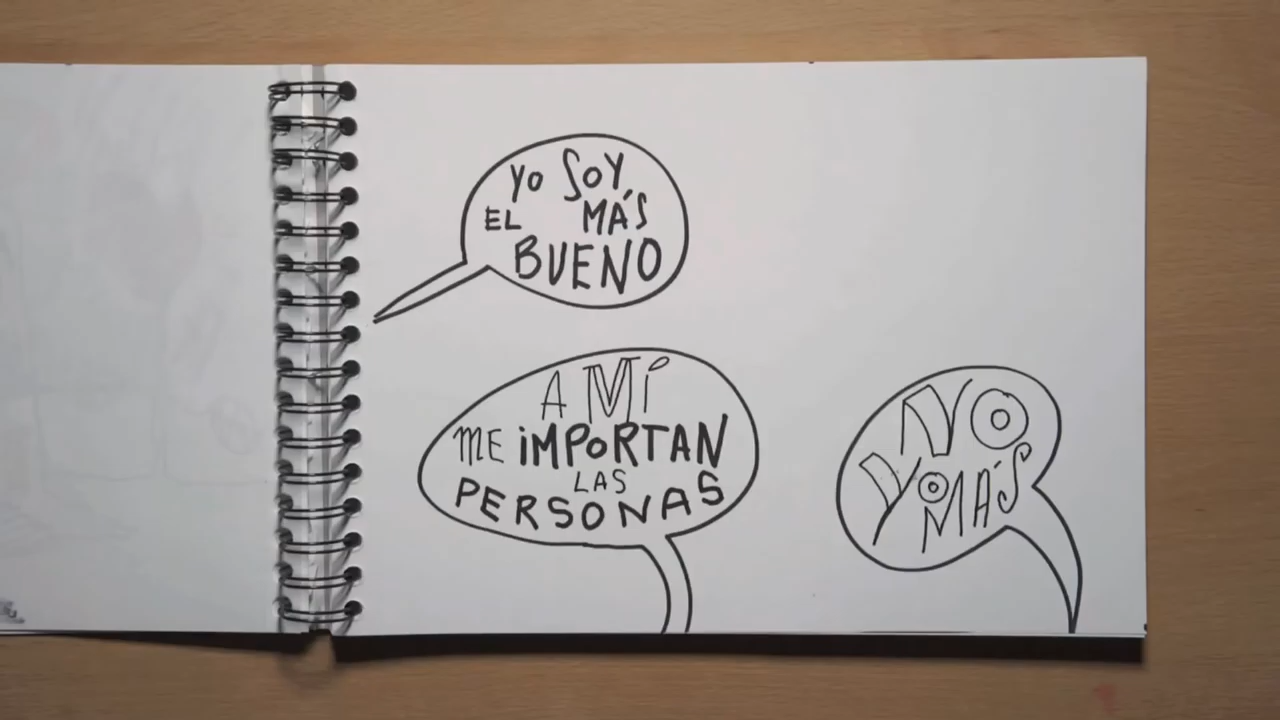 Yo SOY
EL MÁS
BUENO
A Mí
ME iMPORTAN
LAS
PERSONAS
NO
YO MÁS